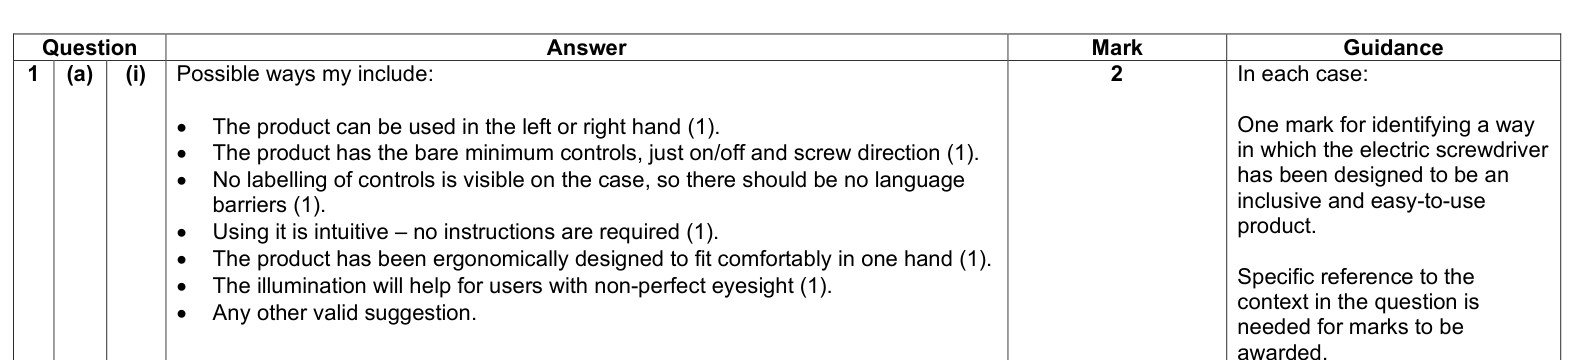 Question Answer Mark Guidance
1 (a) (i) Possible ways my include: 2 In each case:
• The product can be used in the left or right hand (1).
• The product has the bare minimum controls, just on/off and screw direction (1).
• No labelling of controls is visible on the case, so there should be no language
barriers (1).
• Using it is intuitive – no instructions are required (1).
• The product has been ergonomically designed to fit comfortably in one hand (1).
• The illumination will help for users with non-perfect eyesight (1).
• Any other valid suggestion.
One mark for identifying a way
in which the electric screwdriver
has been designed to be an
inclusive and easy-to-use
product.
Specific reference to the
context in the question is
needed for marks to be
awarded.